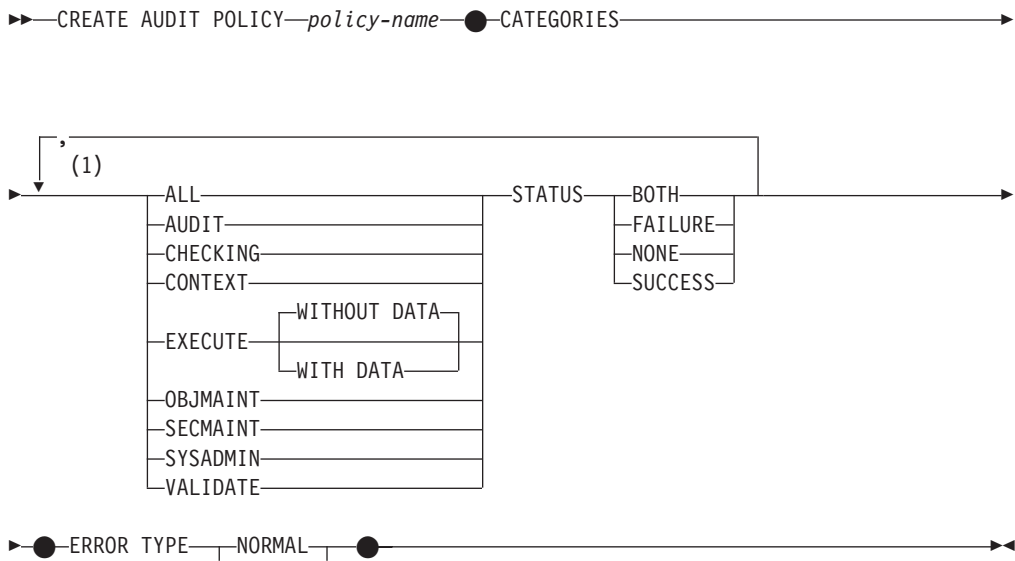 CREATE AUDIT POLICY policy-name CATEGORIES
,
(1)
ALL STATUS BOTH
AUDIT FAILURE
CHECKING NONE
CONTEXT SUCCESS
WITHOUT DATA
EXECUTE
WITH DATA
OBJMAINT
SECMAINT
SYSADMIN
VALIDATE
ERROR TYPE NORMAL